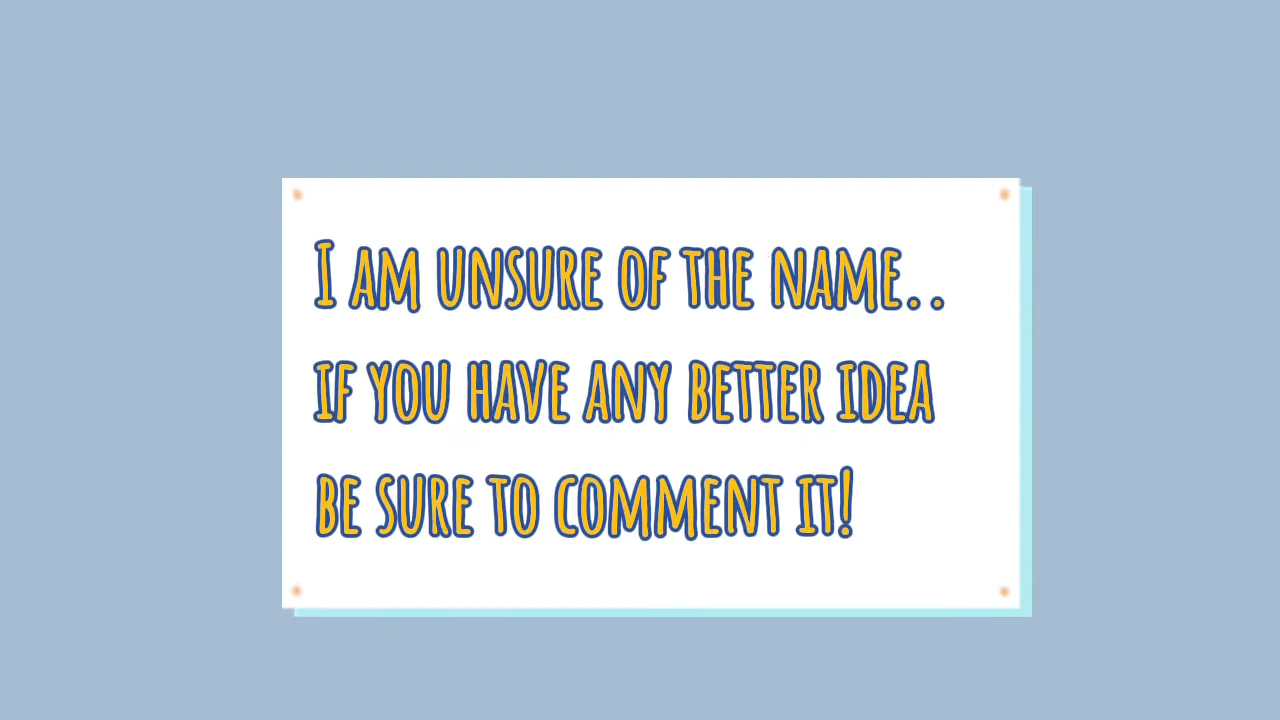 I am unsure of the name..
if you have any better idea
be sure to comment it!